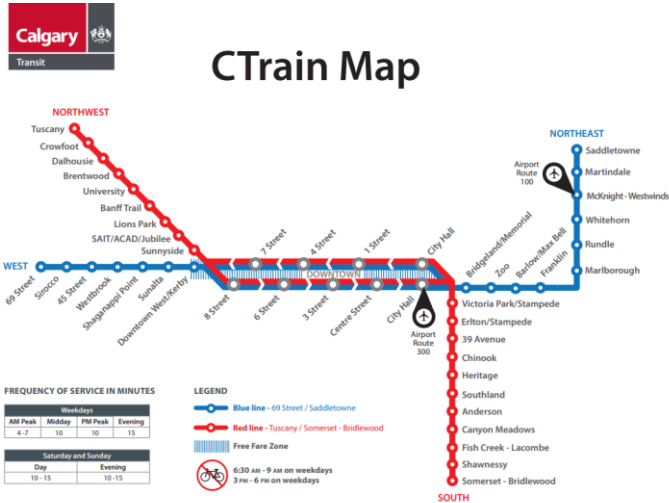 Calgary
Transit
CTrain Map
NORTHWEST
Tuscany
Crowfoot
Dalhousie
Brentwood
University
Banff Trail
Lions Park
SAIT/ACAD/Jubilee
Sunnyside
WEST
69 Street
Sirocco
45 Street
Westbrook
Shaganappi Point
Sunalta
Downtown West/Kerby
7 Street
4 Street
1 Street
City Hall
DOWNTOWN
8 Street
6 Street
3 Street
Centre Street
City Hall
Airport
Route
300
Bridgeland/Memorial
Zoo
Barlow/Max Bell
Franklin
NORTHEAST
Saddletowne
Martindale
Airport
Route
100
McKnight - Westwinds
Whitehorn
Rundle
Marlborough
Victoria Park/Stampede
Erlton/Stampede
39 Avenue
Chinook
Heritage
Southland
Anderson
Canyon Meadows
Fish Creek - Lacombe
Shawnessy
Somerset - Bridlewood
SOUTH
FREQUENCY OF SERVICE IN MINUTES
Weekdays
AM Peak Midday PM Peak Evening
4 -7 10 10 15
Saturday and Sunday
Day Evening
10 - 15 10 -15
LEGEND
Blue line - 69 Street / Saddletowne
Red line - Tuscany / Somerset - Bridlewood
Free Fare Zone
6:30 AM - 9 AM on weekdays
3 PM - 6 PM on weekdays